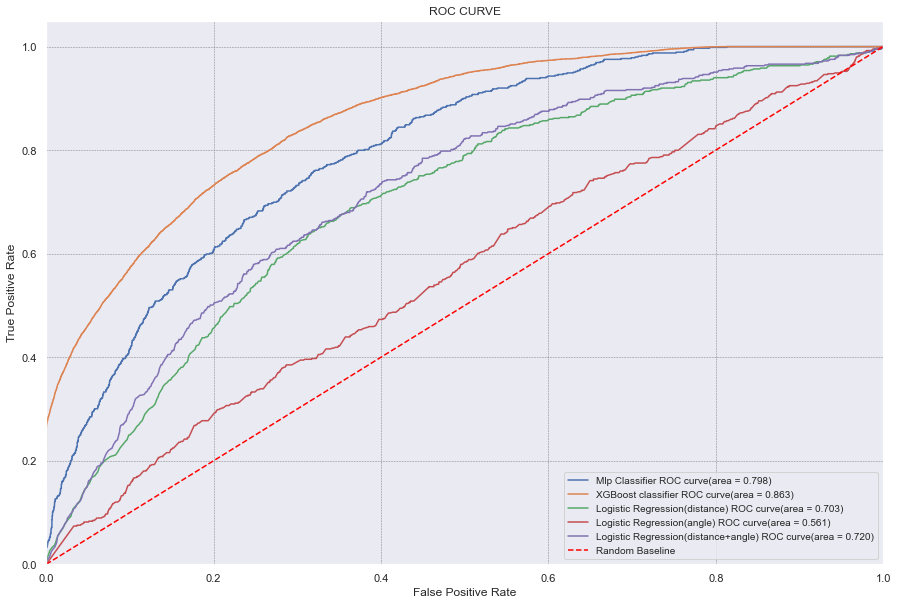 ROC CURVE
1.0
0.8
0.6
0.4
0.2
0.0
True Positive Rate
Mlp Classifier ROC curve(area = 0.798)
XGBoost classifier ROC curve(area = 0.863)
Logistic Regression(distance) ROC curve(area = 0.703)
Logistic Regression(angle) ROC curve(area = 0.561)
Logistic Regression(distance+angle) ROC curve(area = 0.720)
Random Baseline
0.0 0.2 0.4 0.6 0.8 1.0
False Positive Rate